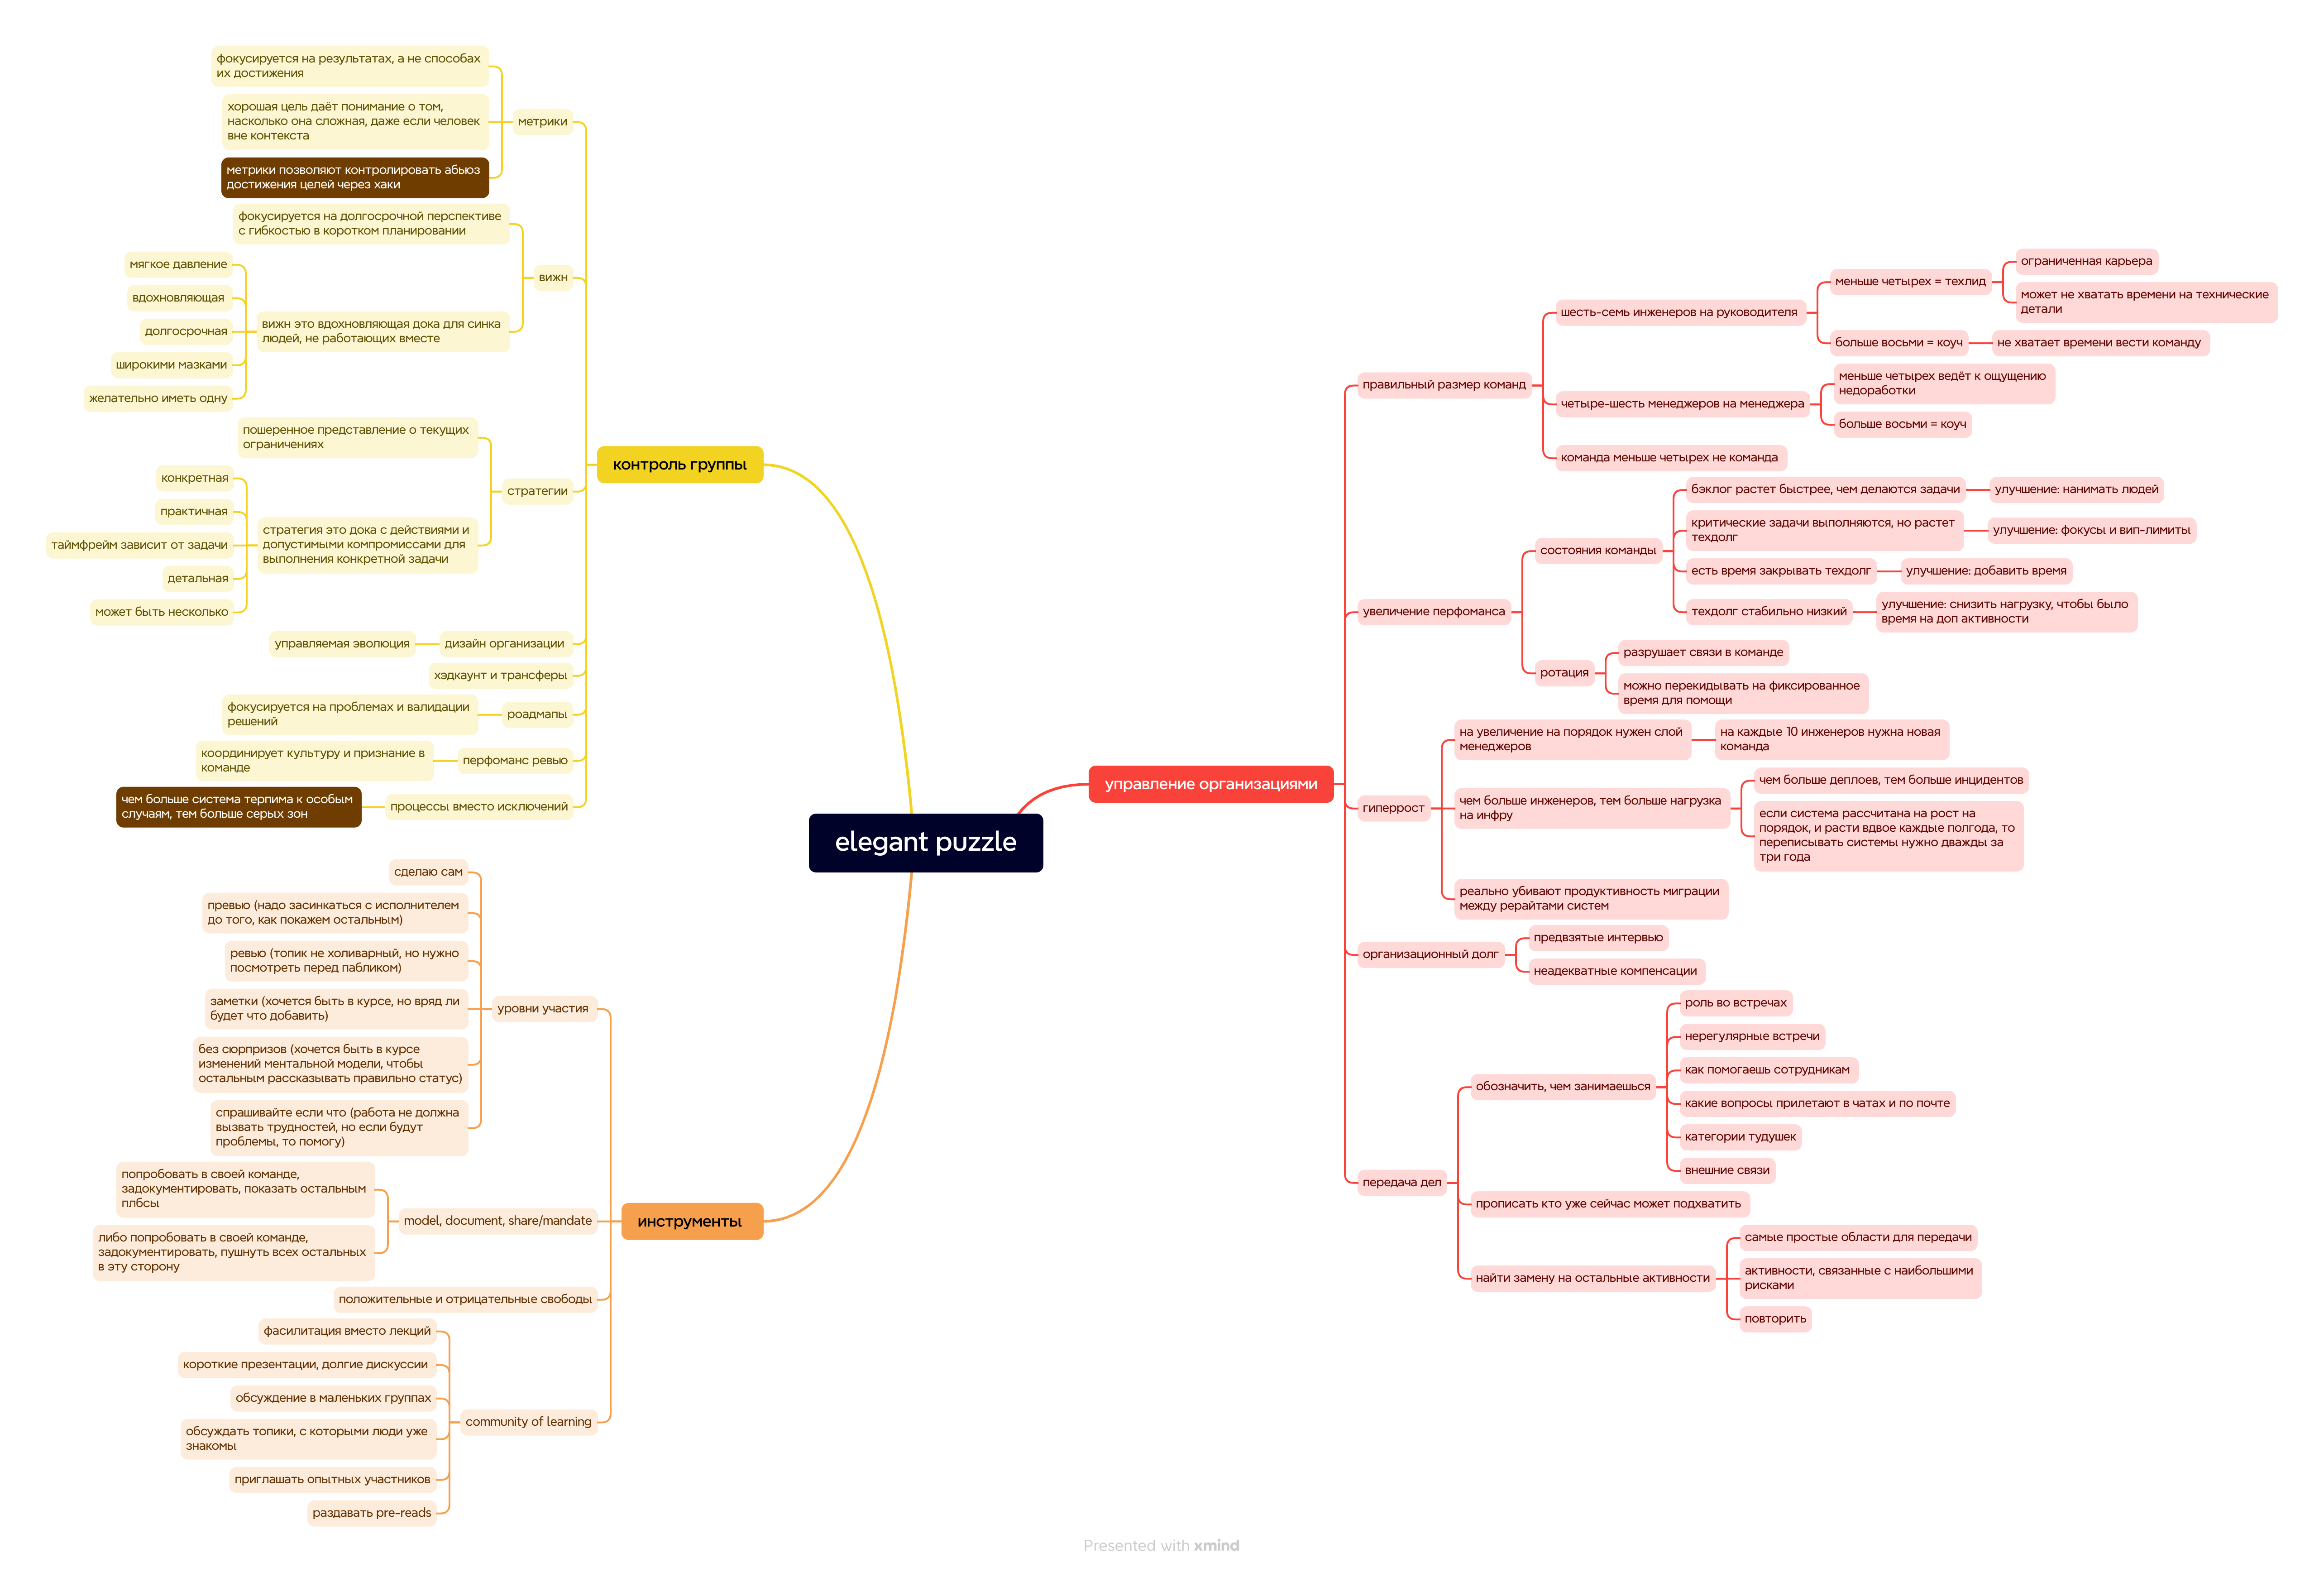 elegant puzzle
управление организациями
правильный размер команд
шесть-семь инженеров на руководителя
меньше четырех = техлид
ограниченная карьера
может не хватать времени на технические
детали
больше восьми = коуч
не хватает времени вести команду
четыре-шесть менеджеров на менеджера
меньше четырех ведёт к ощущению
недоработки
больше восьми = коуч
команда меньше четырех не команда
увеличение перфоманса
состояния команды
бэклог растет быстрее, чем делаются задачи
улучшение: нанимать людей
критические задачи выполняются, но растет
техдолг
улучшение: фокусы и вип-лимиты
есть время закрывать техдолг
улучшение: добавить время
техдолг стабильно низкий
улучшение: снизить нагрузку, чтобы было
время на доп активности
ротация
разрушает связи в команде
можно перекидывать на фиксированное
время для помощи
гиперрост
на увеличение на порядок нужен слой
менеджеров
на каждые 10 инженеров нужна новая
команда
чем больше инженеров, тем больше нагрузка
на инфру
чем больше деплоев, тем больше инцидентов
если система рассчитана на рост на
порядок, и расти вдвое каждые полгода, то
переписывать системы нужно дважды за
три года
реально убивают продуктивность миграции
между рерайтами систем
организационный долг
предвзятые интервью
неадекватные компенсации
передача дел
обозначить, чем занимаешься
роль во встречах
нерегулярные встречи
как помогаешь сотрудникам
какие вопросы прилетают в чатах и по почте
категории тудушек
внешние связи
прописать кто уже сейчас может подхватить
найти замену на остальные активности
самые простые области для передачи
активности, связанные с наибольшими
рисками
повторить
контроль группы
метрики
фокусируется на результатах, а не способах
их достижения
хорошая цель даёт понимание о том,
насколько она сложная, даже если человек
вне контекста
метрики позволяют контролировать абьюз
достижения целей через хаки
вижн
фокусируется на долгосрочной перспективе
с гибкостью в коротком планировании
вижн это вдохновляющая дока для синка
людей, не работающих вместе
мягкое давление
вдохновляющая
долгосрочная
широкими мазками
желательно иметь одну
стратегии
пошеренное представление о текущих
ограничениях
стратегия это дока с действиями и
допустимыми компромиссами для
выполнения конкретной задачи
конкретная
практичная
таймфрейм зависит от задачи
детальная
может быть несколько
дизайн организации
управляемая эволюция
хэдкаунт и трансферы
роадмапы
фокусируется на проблемах и валидации
решений
перфоманс ревью
координирует культуру и признание в
команде
процессы вместо исключений
чем больше система терпима к особым
случаям, тем больше серых зон
инструменты
уровни участия
сделаю сам
превью (надо засинкаться с исполнителем
до того, как покажем остальным)
ревью (топик не холиварный, но нужно
посмотреть перед пабликом)
заметки (хочется быть в курсе, но вряд ли
будет что добавить)
без сюрпризов (хочется быть в курсе
изменений ментальной модели, чтобы
остальным рассказывать правильно статус)
спрашивайте если что (работа не должна
вызвать трудностей, но если будут
проблемы, то помогу)
model, document, share/mandate
попробовать в своей команде,
задокументировать, показать остальным
плбсы
либо попробовать в своей команде,
задокументировать, пушнуть всех остальных
в эту сторону
положительные и отрицательные свободы
community of learning
фасилитация вместо лекций
короткие презентации, долгие дискуссии
обсуждение в маленьких группах
обсуждать топики, с которыми люди уже
знакомы
приглашать опытных участников
раздавать pre-reads
Presented with xmind